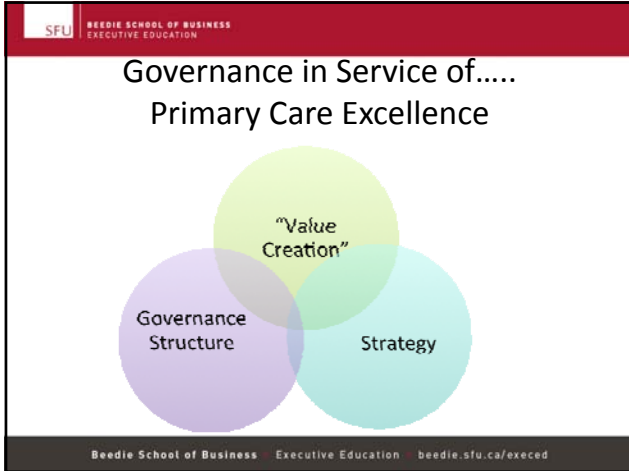 SFU
BEEDIE SCHOOL OF BUSINESS
EXECUTIVE EDUCATION
Governance in Service of.....
Primary Care Excellence
"Value
Creation"
Governance
Structure
Strategy
Beedie School of Business Executive Education beedie.sfu.ca/execed